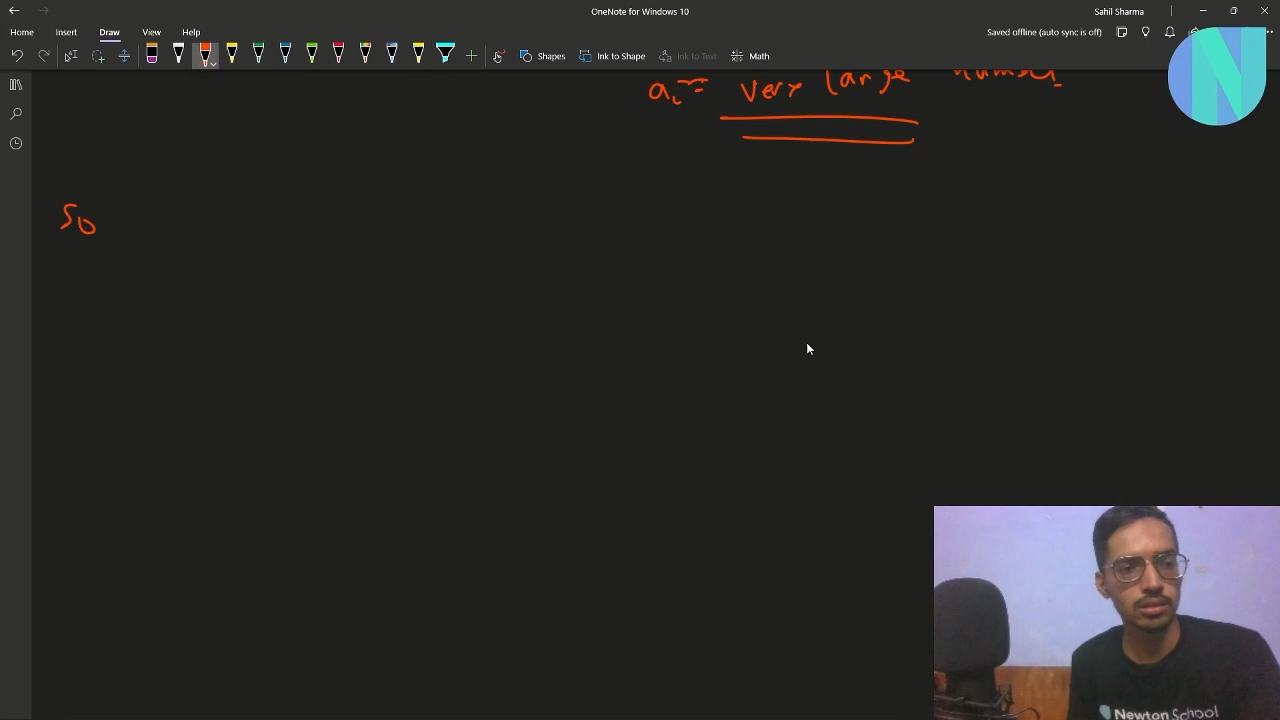 OneNote for Windows 10
Sahil Sharma
Home Insert Draw View Help
Saved offline (auto sync is off)
Shapes Ink to Shape Ink to Text Math
ai = very large number
so
N
Newton School